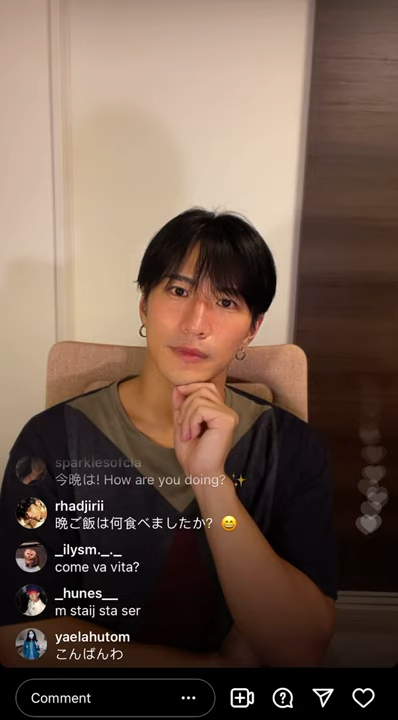 sparklesofcla
今晩は! How are you doing? ✨
rhadjirii
晩ご飯は何食べましたか? 😄
_ilysm._._
come va vita?
_hunes__
m staij sta ser
yaelahutom
こんばんわ
Comment